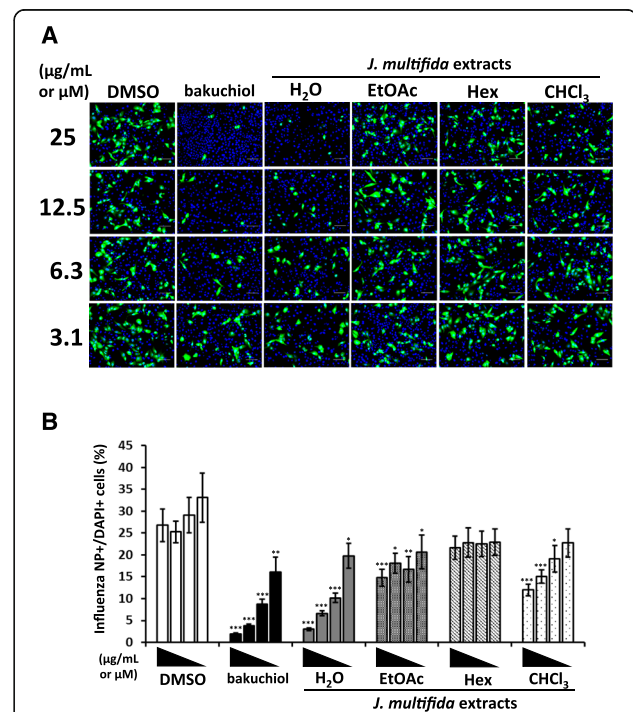 A
J. multifida extracts
(µg/mL or µM)
DMSO bakuchiol H₂O EtOAc Hex CHCl₃
25
12.5
6.3
3.1
B
Influenza NP+/DAPI+ cells (%)
45
40
35
30
25
20
15
10
5
0
*** *** *** **
*** *** *** *
*** * ** *
*** *** *
(µg/mL or µM)
DMSO bakuchiol H₂O EtOAc Hex CHCl₃
J. multifida extracts